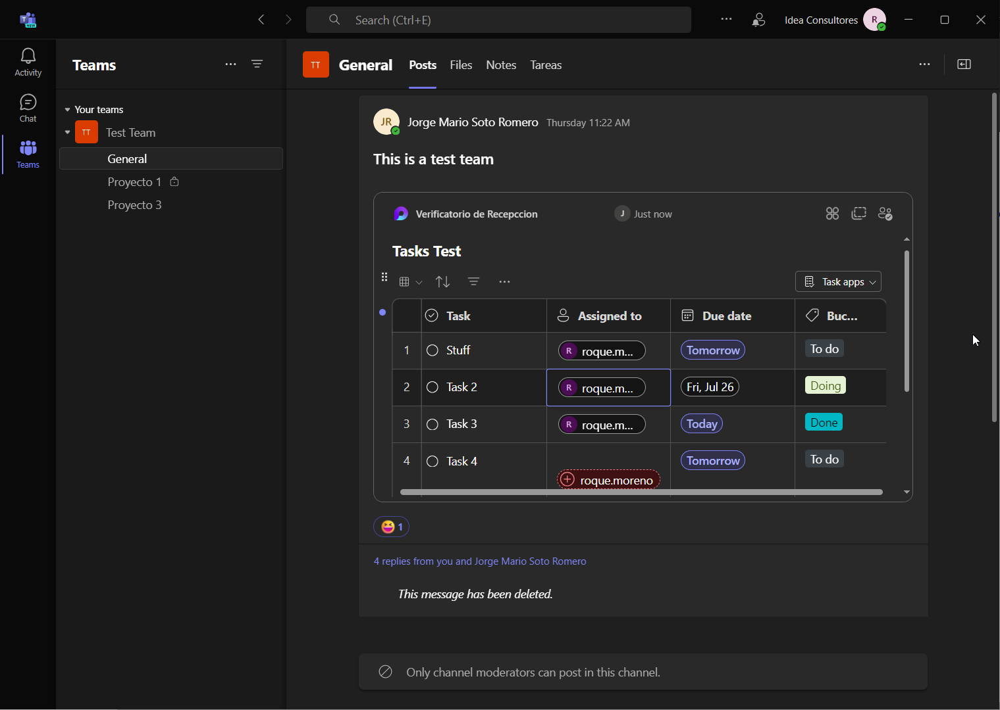 T
NEW
Search (Ctrl+E)
Idea Consultores
R
Activity
Chat
Teams
Teams
Your teams
TT
Test Team
General
Proyecto 1
Proyecto 3
TT
General
Posts
Files
Notes
Tareas
JR
Jorge Mario Soto Romero
Thursday 11:22 AM
This is a test team
Verificatorio de Recepccion
J
Just now
Tasks Test
Task apps
Task
Assigned to
Due date
Buc...
1
Stuff
R
roque.m...
Tomorrow
To do
2
Task 2
R
roque.m...
Fri, Jul 26
Doing
3
Task 3
R
roque.m...
Today
Done
4
Task 4
roque.moreno
Tomorrow
To do
1
4 replies from you and Jorge Mario Soto Romero
This message has been deleted.
Only channel moderators can post in this channel.